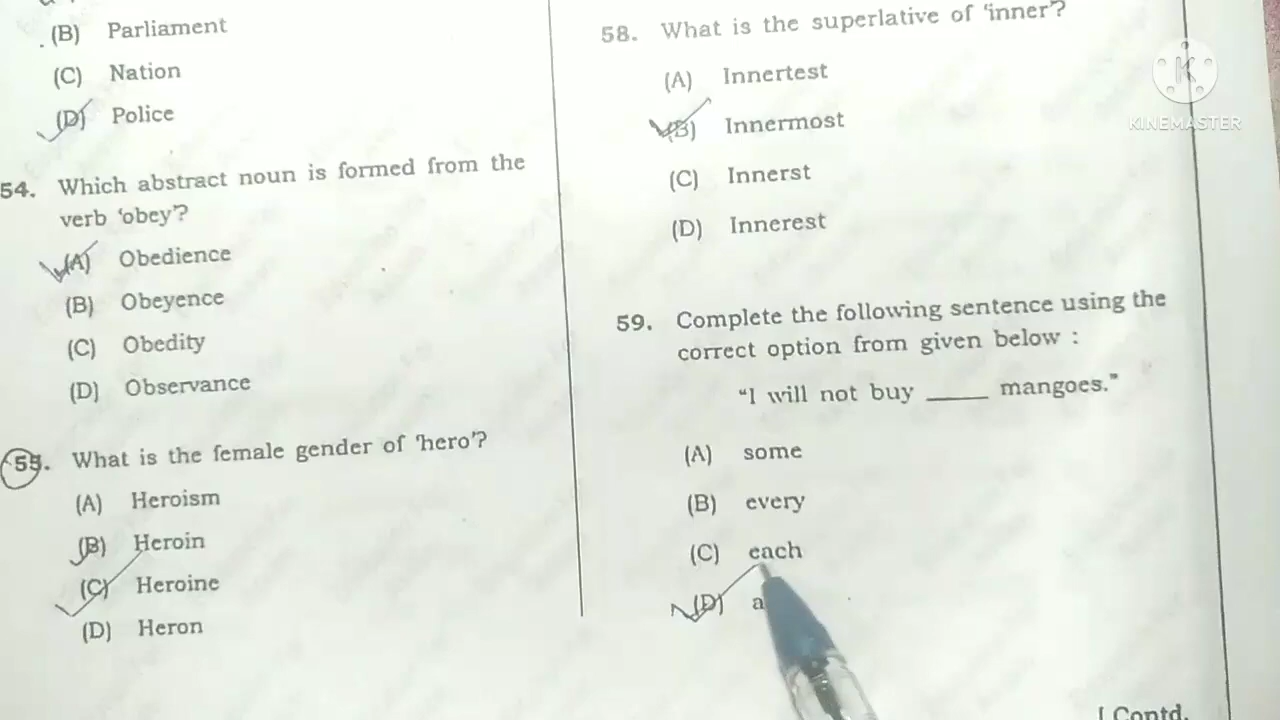 (B) Parliament
(C) Nation
(D) Police
54. Which abstract noun is formed from the
verb 'obey'?
(A) Obedience
(B) Obeyence
(C) Obedity
(D) Observance
55. What is the female gender of 'hero'?
(A) Heroism
(B) Heroin
(C) Heroine
(D) Heron
58. What is the superlative of 'inner'?
(A) Innertest
(B) Innermost
(C) Innerst
(D) Innerest
59. Complete the following sentence using the
correct option from given below :
"I will not buy _____ mangoes."
(A) some
(B) every
(C) each
(D) a
[ Contd.
K
KINEMASTER